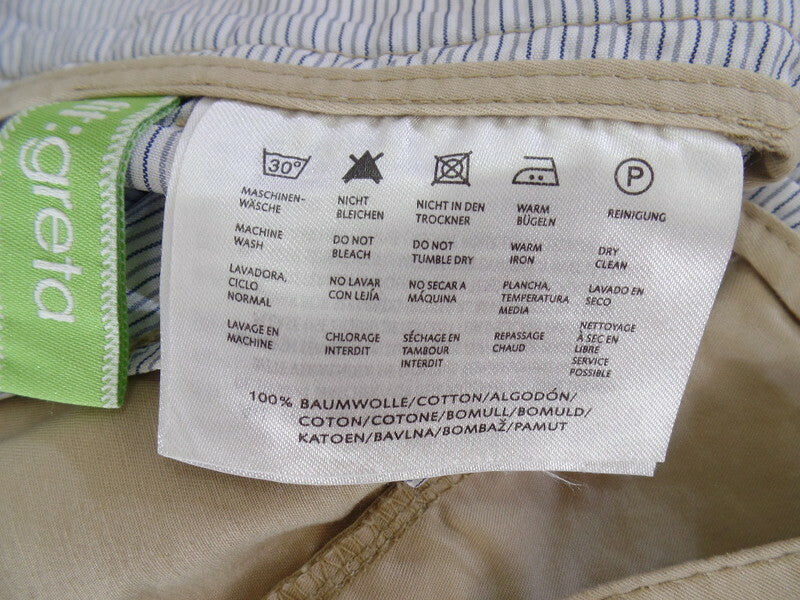 fit:greta
30°
P
MASCHINEN-
WÄSCHE
NICHT
BLEICHEN
NICHT IN DEN
TROCKNER
WARM
BÜGELN
REINIGUNG
MACHINE
WASH
DO NOT
BLEACH
DO NOT
TUMBLE DRY
WARM
IRON
DRY
CLEAN
LAVADORA,
CICLO
NORMAL
NO LAVAR
CON LEJÍA
NO SECAR A
MÁQUINA
PLANCHA,
TEMPERATURA
MEDIA
LAVADO EN
SECO
LAVAGE EN
MACHINE
CHLORAGE
INTERDIT
SÉCHAGE EN
TAMBOUR
INTERDIT
REPASSAGE
CHAUD
NETTOYAGE
À SEC EN
LIBRE
SERVICE
POSSIBLE
100% BAUMWOLLE/COTTON/ALGODÓN/
COTON/COTONE/BOMULL/BOMULD/
KATOEN/BAVLNA/BOMBAŽ/PAMUT